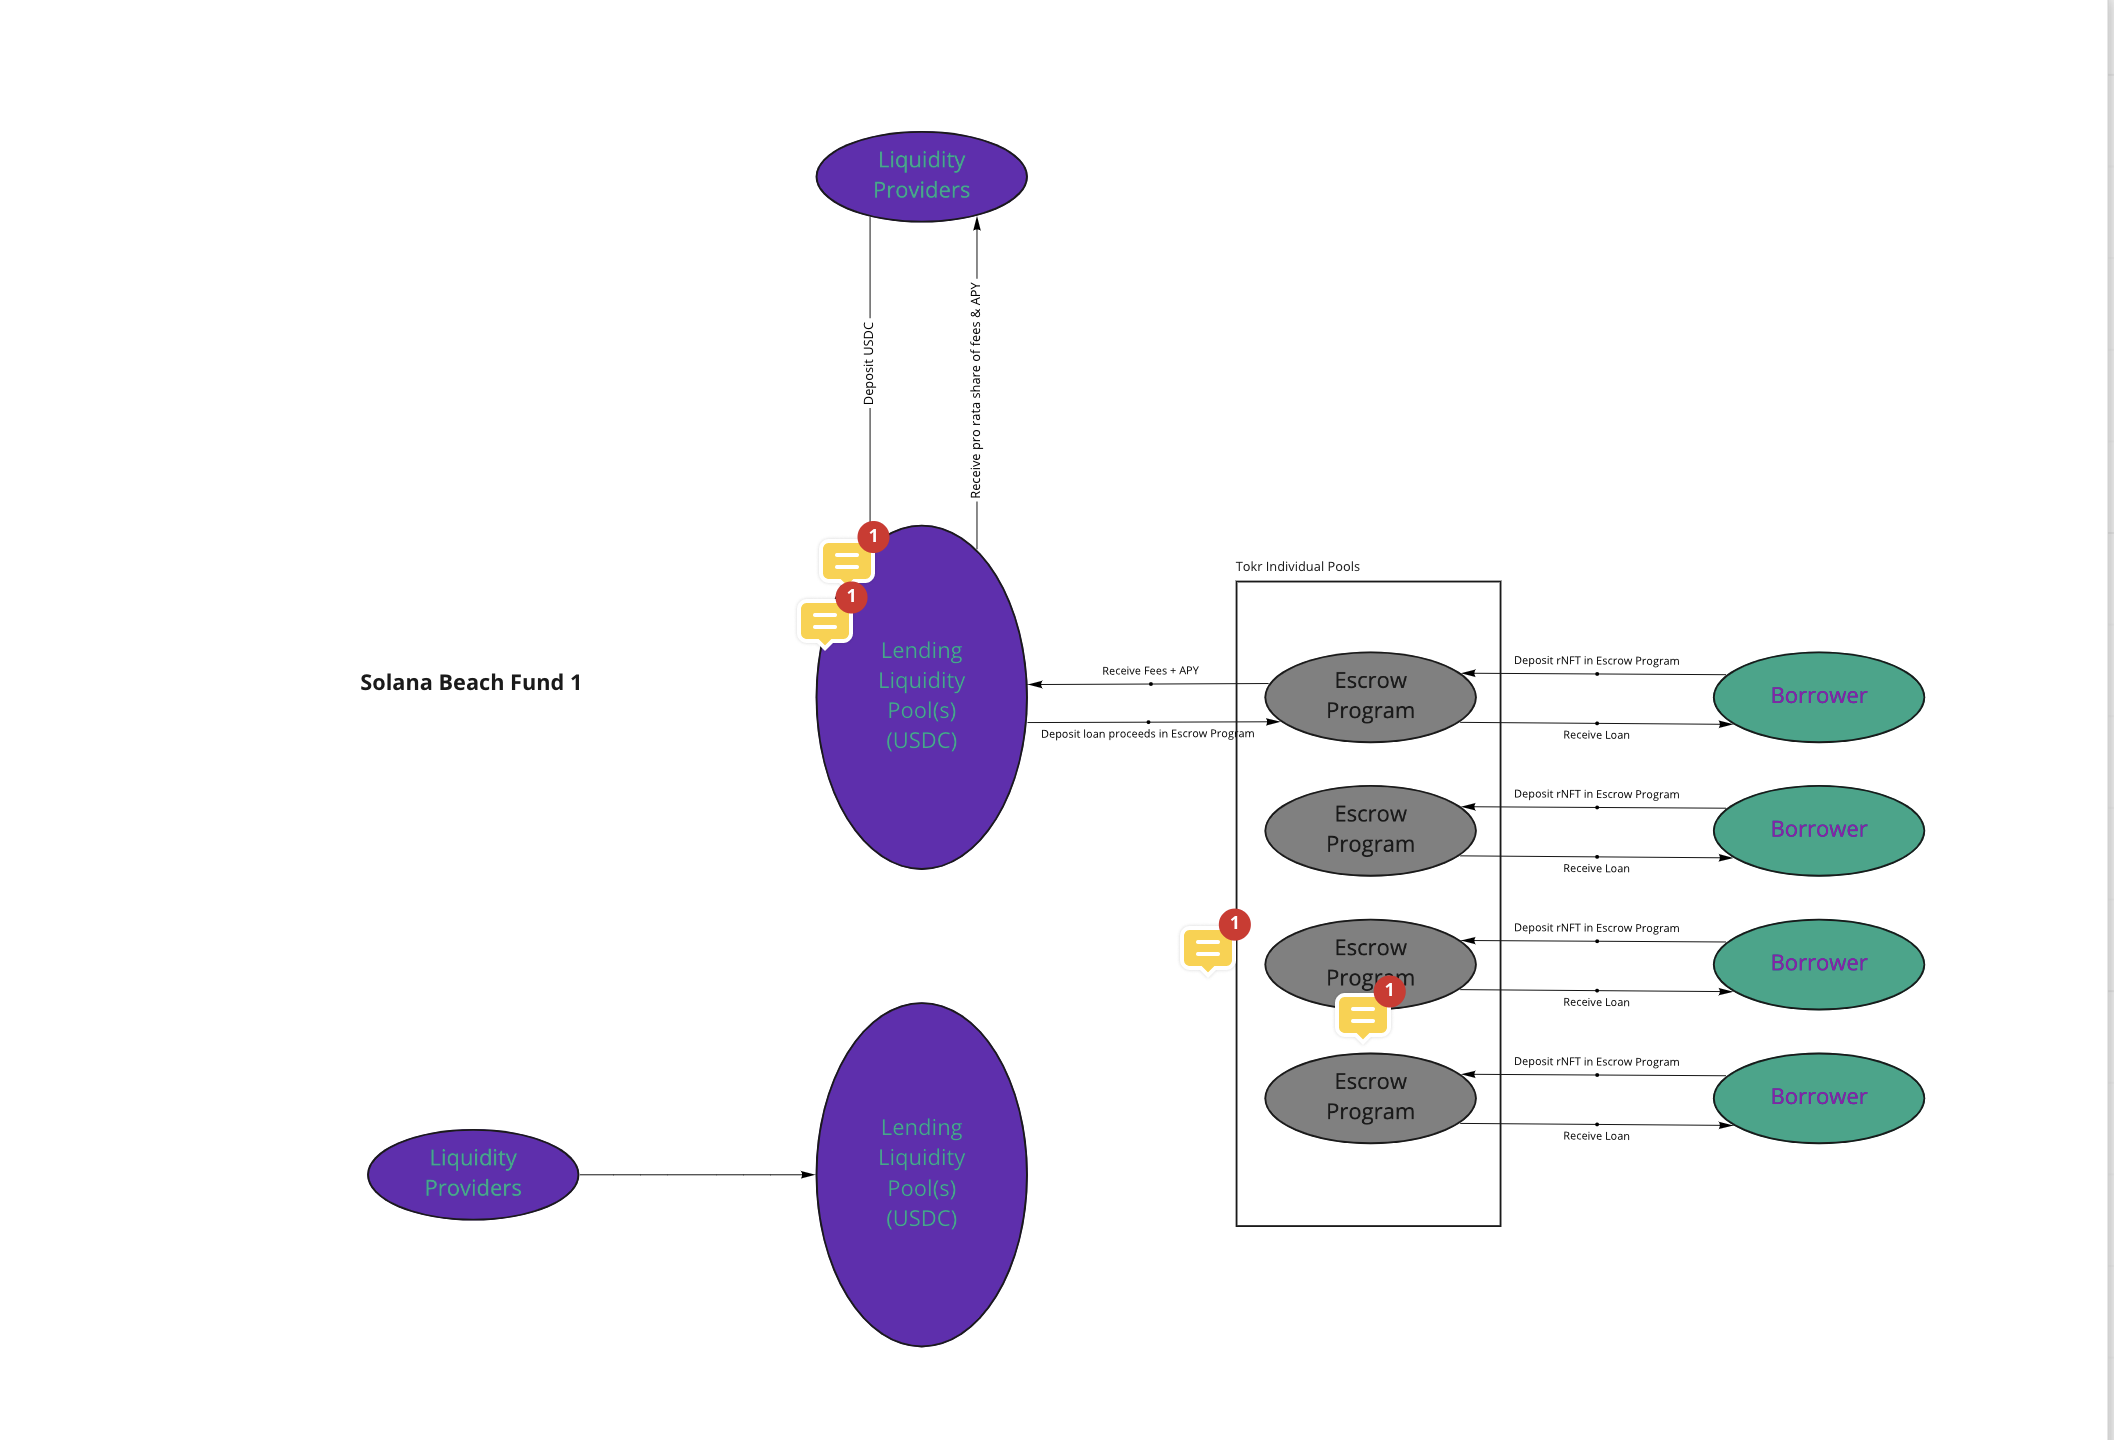 Liquidity
Providers
Deposit USDC
Receive pro rata share of fees & APY
1
1
Lending
Liquidity
Pool(s)
(USDC)
Solana Beach Fund 1
Receive Fees + APY
Deposit loan proceeds in Escrow Program
Tokr Individual Pools
Escrow
Program
Deposit rNFT in Escrow Program
Receive Loan
Borrower
Escrow
Program
Deposit rNFT in Escrow Program
Receive Loan
Borrower
1
Escrow
Program
1
Deposit rNFT in Escrow Program
Receive Loan
Borrower
Escrow
Program
Deposit rNFT in Escrow Program
Receive Loan
Borrower
Liquidity
Providers
Lending
Liquidity
Pool(s)
(USDC)